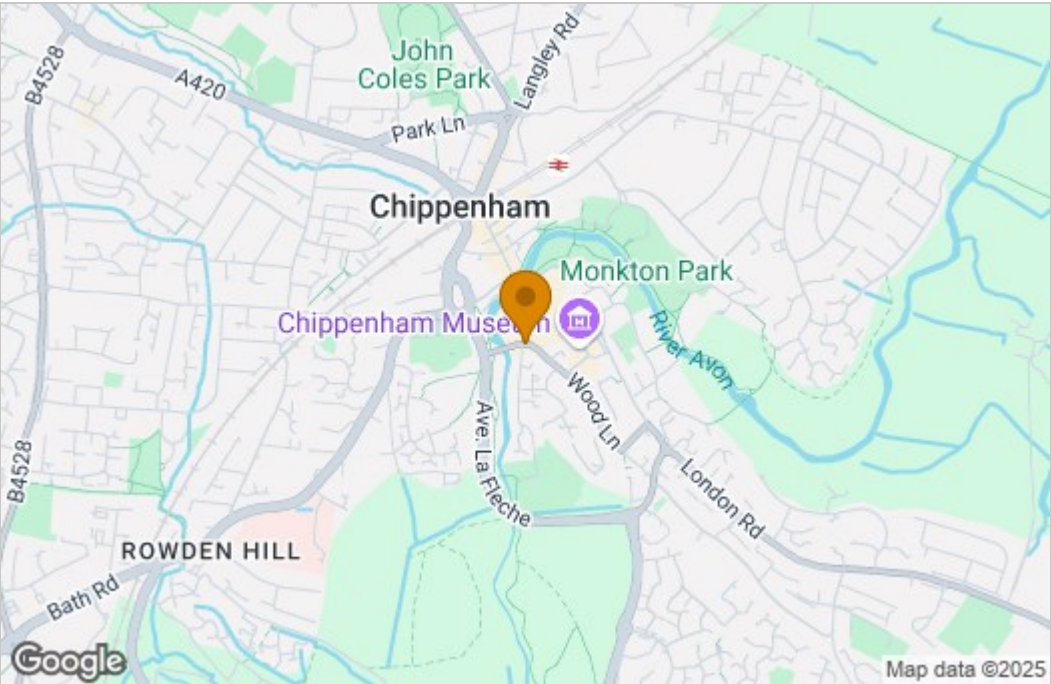 B4528
A420
John
Coles Park
Langley Rd
Park Ln
Chippenham
Monkton Park
Chippenham Museum
River Avon
Wood Ln
Ave. La Fleche
B4528
London Rd
ROWDEN HILL
Bath Rd
Google
Map data ©2025